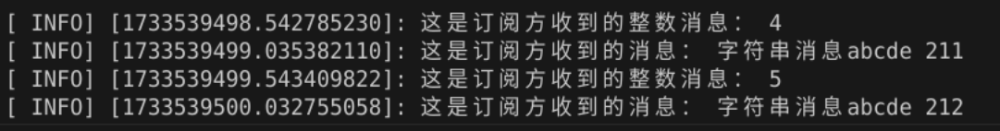 [ INFO] [1733539498.542785230]: 这是订阅方收到的整数消息： 4
[ INFO] [1733539499.035382110]: 这是订阅方收到的消息： 字符串消息abcde 211
[ INFO] [1733539499.543409822]: 这是订阅方收到的整数消息： 5
[ INFO] [1733539500.032755058]: 这是订阅方收到的消息： 字符串消息abcde 212